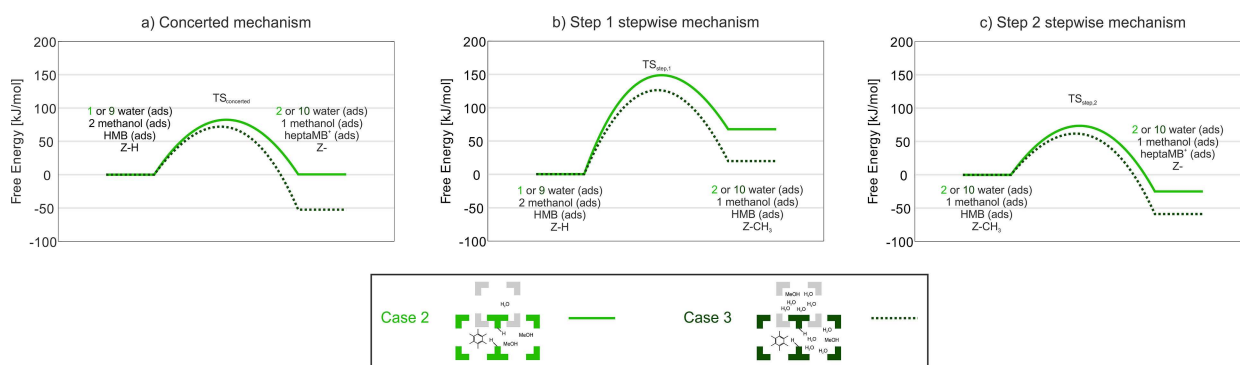 a) Concerted mechanism
200
150
100
50
0
-50
-100
Free Energy [kJ/mol]
TSconcerted
1 or 9 water (ads)
2 methanol (ads)
HMB (ads)
Z-H
2 or 10 water (ads)
1 methanol (ads)
heptaMB⁺ (ads)
Z-
b) Step 1 stepwise mechanism
200
150
100
50
0
-50
-100
Free Energy [kJ/mol]
TSstep,1
1 or 9 water (ads)
2 methanol (ads)
HMB (ads)
Z-H
2 or 10 water (ads)
1 methanol (ads)
HMB (ads)
Z-CH₃
c) Step 2 stepwise mechanism
200
150
100
50
0
-50
-100
Free Energy [kJ/mol]
TSstep,2
2 or 10 water (ads)
1 methanol (ads)
HMB (ads)
Z-CH₃
2 or 10 water (ads)
1 methanol (ads)
heptaMB⁺ (ads)
Z-
Case 2
H₂O
H
MeOH
H
MeOH
Case 3
MeOH H₂O
H₂O H₂O
H₂O H₂O
H
H₂O
H
H₂O
MeOH
H₂O
H₂O
H₂O